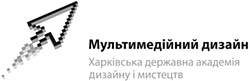 Мультимедійний дизайн
Харківська державна академія
дизайну і мистецтв